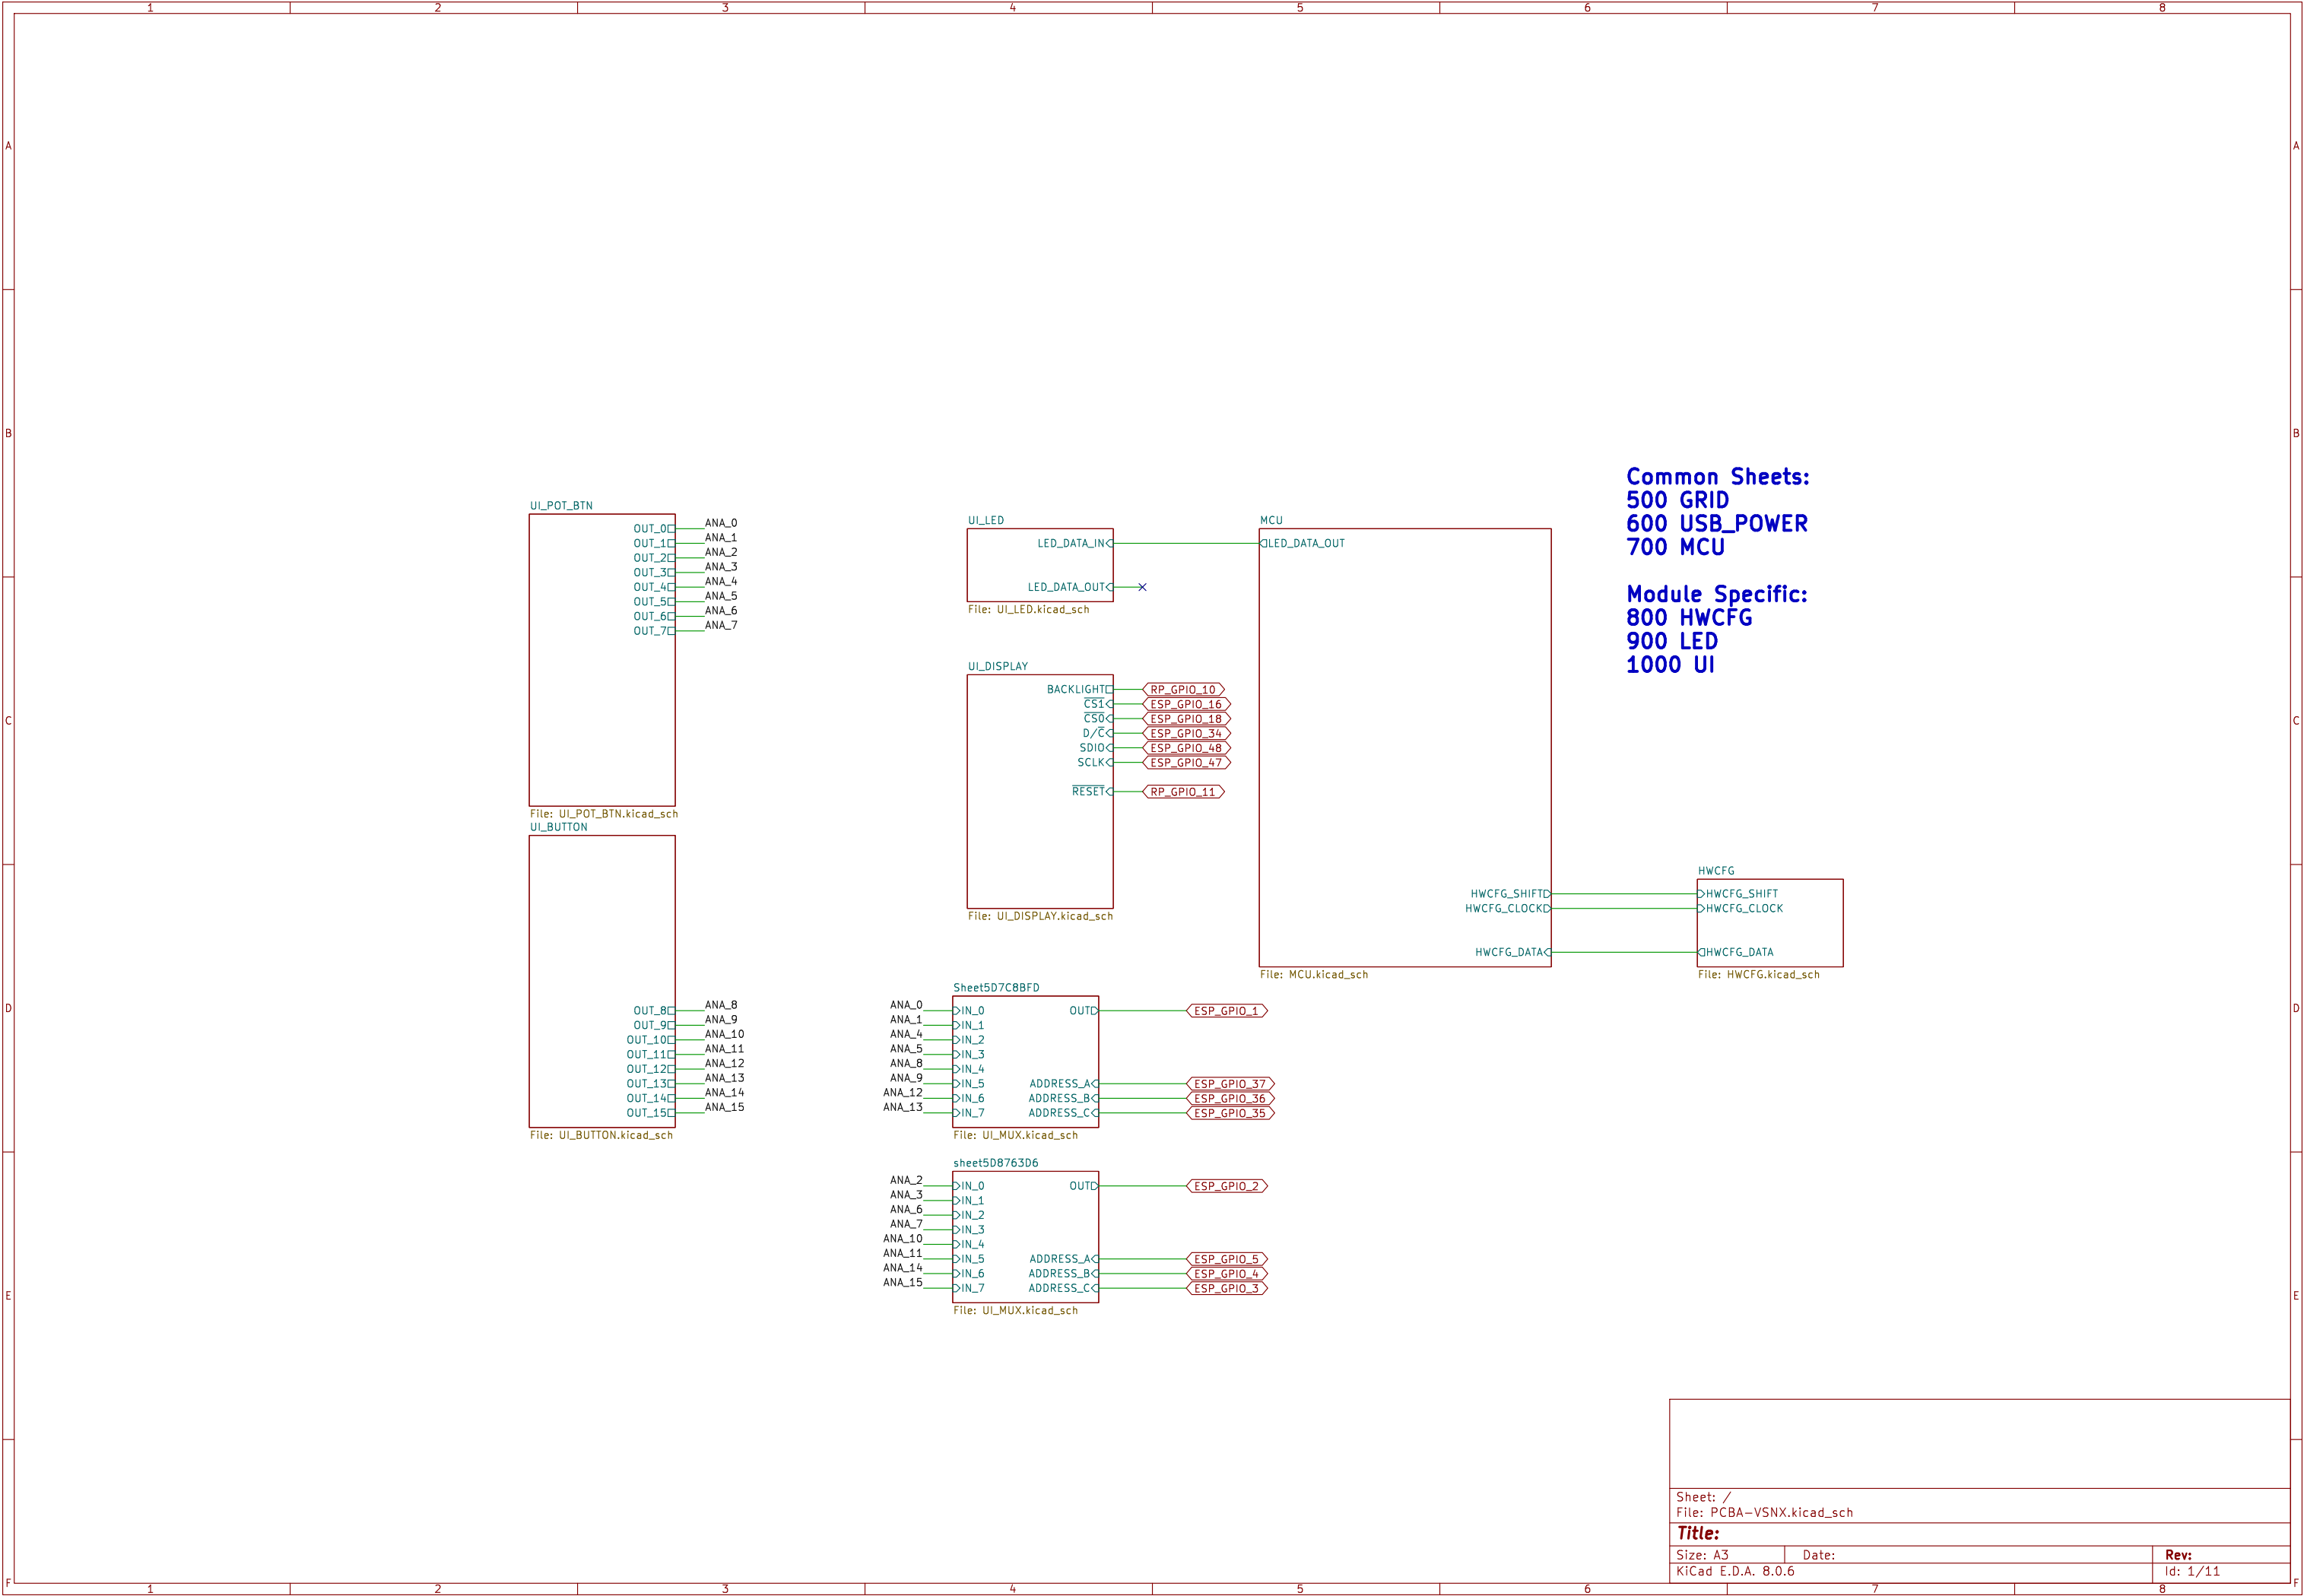 1 2 3 4 5 6 7 8
A A
B B
C C
D D
E E
F F
Common Sheets:
500 GRID
600 USB_POWER
700 MCU
Module Specific:
800 HWCFG
900 LED
1000 UI
UI_POT_BTN
OUT_0 ANA_0
OUT_1 ANA_1
OUT_2 ANA_2
OUT_3 ANA_3
OUT_4 ANA_4
OUT_5 ANA_5
OUT_6 ANA_6
OUT_7 ANA_7
File: UI_POT_BTN.kicad_sch
UI_BUTTON
OUT_8 ANA_8
OUT_9 ANA_9
OUT_10 ANA_10
OUT_11 ANA_11
OUT_12 ANA_12
OUT_13 ANA_13
OUT_14 ANA_14
OUT_15 ANA_15
File: UI_BUTTON.kicad_sch
UI_LED
LED_DATA_IN
LED_DATA_OUT
File: UI_LED.kicad_sch
UI_DISPLAY
BACKLIGHT RP_GPIO_10
CS1 ESP_GPIO_16
CS0 ESP_GPIO_18
D/C ESP_GPIO_34
SDIO ESP_GPIO_48
SCLK ESP_GPIO_47
RESET RP_GPIO_11
File: UI_DISPLAY.kicad_sch
MCU
LED_DATA_OUT
HWCFG_SHIFT
HWCFG_CLOCK
HWCFG_DATA
File: MCU.kicad_sch
HWCFG
HWCFG_SHIFT
HWCFG_CLOCK
HWCFG_DATA
File: HWCFG.kicad_sch
Sheet5D7C8BFD
ANA_0 IN_0 OUT ESP_GPIO_1
ANA_1 IN_1
ANA_4 IN_2
ANA_5 IN_3
ANA_8 IN_4
ANA_9 IN_5 ADDRESS_A ESP_GPIO_37
ANA_12 IN_6 ADDRESS_B ESP_GPIO_36
ANA_13 IN_7 ADDRESS_C ESP_GPIO_35
File: UI_MUX.kicad_sch
sheet5D8763D6
ANA_2 IN_0 OUT ESP_GPIO_2
ANA_3 IN_1
ANA_6 IN_2
ANA_7 IN_3
ANA_10 IN_4
ANA_11 IN_5 ADDRESS_A ESP_GPIO_5
ANA_14 IN_6 ADDRESS_B ESP_GPIO_4
ANA_15 IN_7 ADDRESS_C ESP_GPIO_3
File: UI_MUX.kicad_sch
Sheet: /
File: PCBA-VSNX.kicad_sch
Title:
Size: A3 Date: Rev:
KiCad E.D.A. 8.0.6 Id: 1/11
1 2 3 4 5 6 7 8